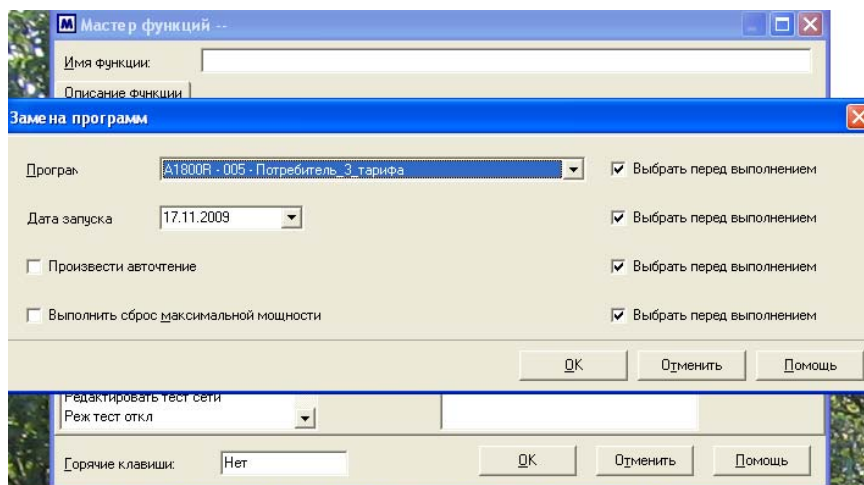 Мастер функций --
Имя функции:
Описание функции
Замена программ
Програм
A1800R - 005 - Потребитель_3_тарифа
Выбрать перед выполнением
Дата запуска
17.11.2009
Выбрать перед выполнением
Произвести авточтение
Выбрать перед выполнением
Выполнить сброс максимальной мощности
Выбрать перед выполнением
OK
Отменить
Помощь
Редактировать тест сети
Реж тест откл
Горячие клавиши:
Нет
OK
Отменить
Помощь